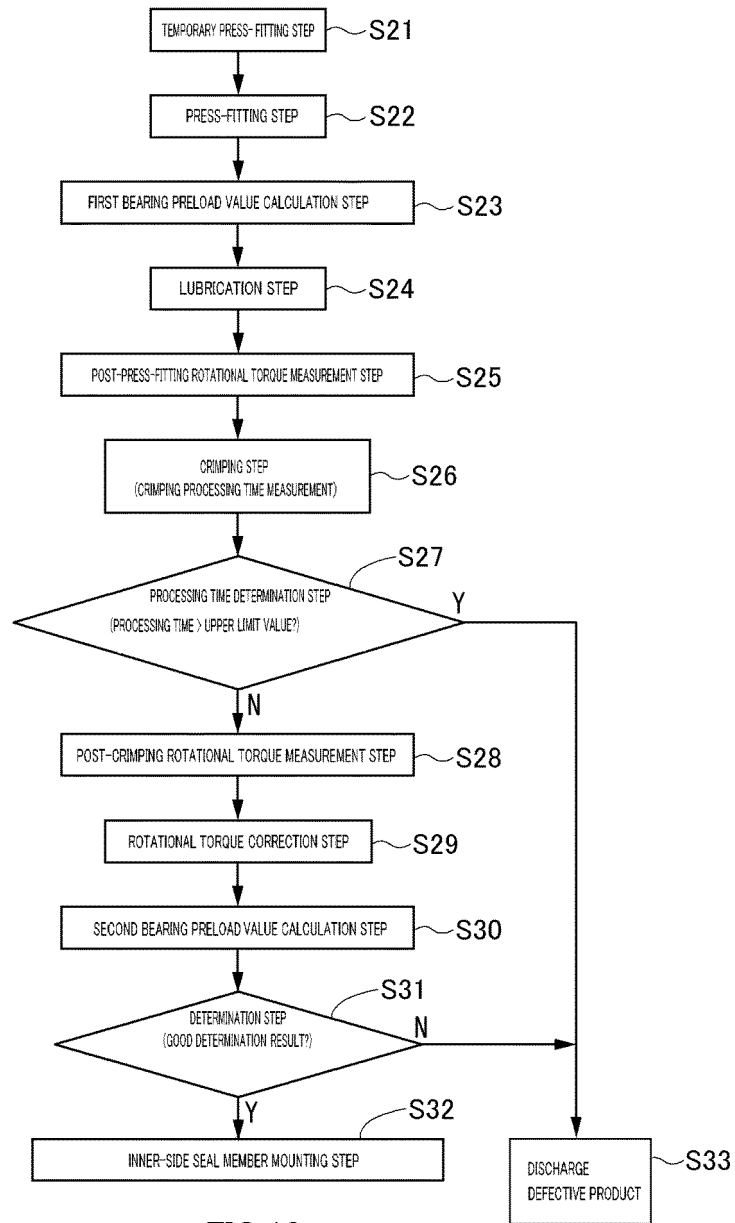 TEMPORARY PRESS-FITTING STEP
S21
PRESS-FITTING STEP
S22
FIRST BEARING PRELOAD VALUE CALCULATION STEP
S23
LUBRICATION STEP
S24
POST-PRESS-FITTING ROTATIONAL TORQUE MEASUREMENT STEP
S25
CRIMPING STEP
(CRIMPING PROCESSING TIME MEASUREMENT)
S26
S27
PROCESSING TIME DETERMINATION STEP
(PROCESSING TIME > UPPER LIMIT VALUE?)
Y
N
POST-CRIMPING ROTATIONAL TORQUE MEASUREMENT STEP
S28
ROTATIONAL TORQUE CORRECTION STEP
S29
SECOND BEARING PRELOAD VALUE CALCULATION STEP
S30
S31
DETERMINATION STEP
(GOOD DETERMINATION RESULT?)
N
Y
S32
INNER-SIDE SEAL MEMBER MOUNTING STEP
DISCHARGE
DEFECTIVE PRODUCT
S33